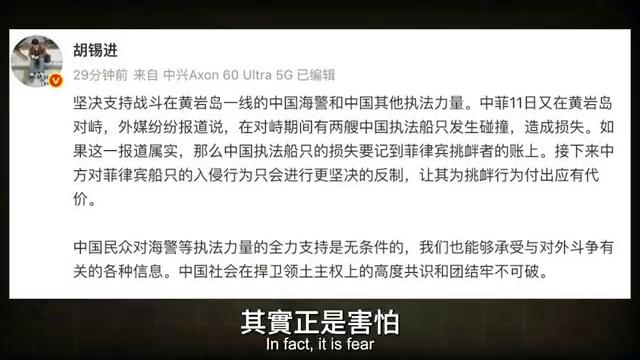 胡锡进
29分钟前 来自 中兴Axon 60 Ultra 5G 已编辑
坚决支持战斗在黄岩岛一线的中国海警和中国其他执法力量。中菲11日又在黄岩岛
对峙，外媒纷纷报道说，在对峙期间有两艘中国执法船只发生碰撞，造成损失。如
果这一报道属实，那么中国执法船只的损失要记到菲律宾挑衅者的账上。接下来中
方对菲律宾船只的入侵行为只会进行更坚决的反制，让其为挑衅行为付出应有代
价。
中国民众对海警等执法力量的全力支持是无条件的，我们也能够承受与对外斗争有
关的各种信息。中国社会在捍卫领土主权上的高度共识和团结牢不可破。
其實正是害怕
In fact, it is fear